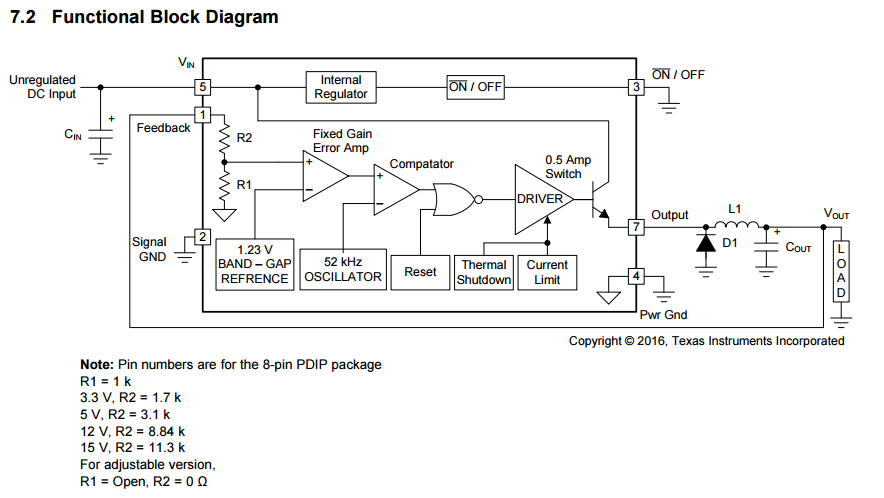 7.2 Functional Block Diagram
Unregulated
DC Input
VIN
5
Internal
Regulator
ON / OFF
3
ON / OFF
CIN
+
Feedback
1
R2
R1
Fixed Gain
Error Amp
+
–
Compatator
+
–
0.5 Amp
Switch
DRIVER
7
Output
L1
D1
+
COUT
VOUT
L
O
A
D
Signal
GND
2
1.23 V
BAND – GAP
REFRENCE
52 kHz
OSCILLATOR
Reset
Thermal
Shutdown
Current
Limit
4
Pwr Gnd
Copyright © 2016, Texas Instruments Incorporated
Note: Pin numbers are for the 8-pin PDIP package
R1 = 1 k
3.3 V, R2 = 1.7 k
5 V, R2 = 3.1 k
12 V, R2 = 8.84 k
15 V, R2 = 11.3 k
For adjustable version,
R1 = Open, R2 = 0 Ω